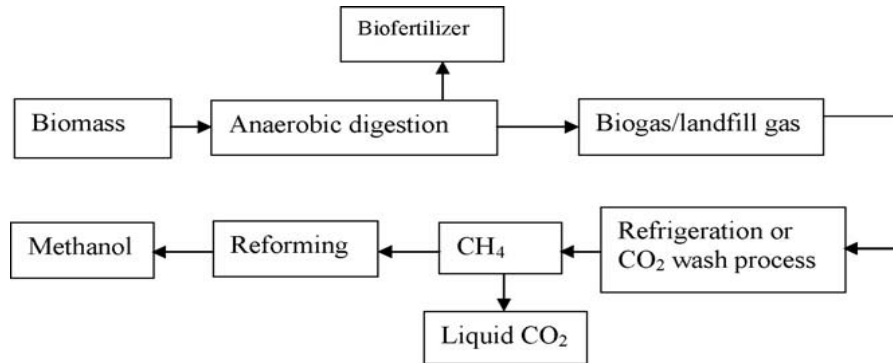 Biofertilizer
Biomass
Anaerobic digestion
Biogas/landfill gas
Methanol
Reforming
CH₄
Refrigeration or
CO₂ wash process
Liquid CO₂